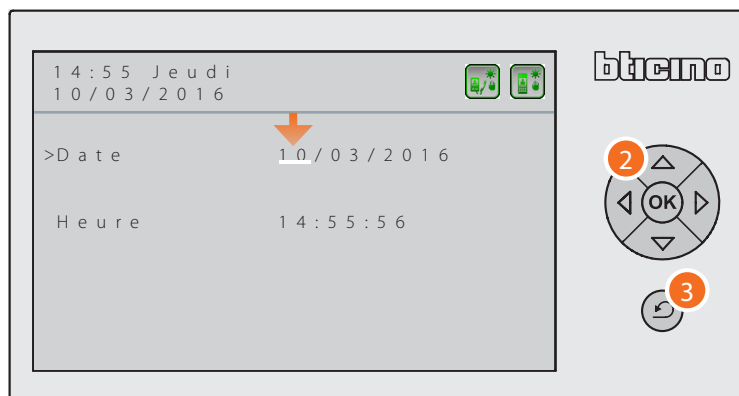 14:55 Jeudi
10/03/2016
bticino
>Date 10/03/2016
2
OK
Heure 14:55:56
3